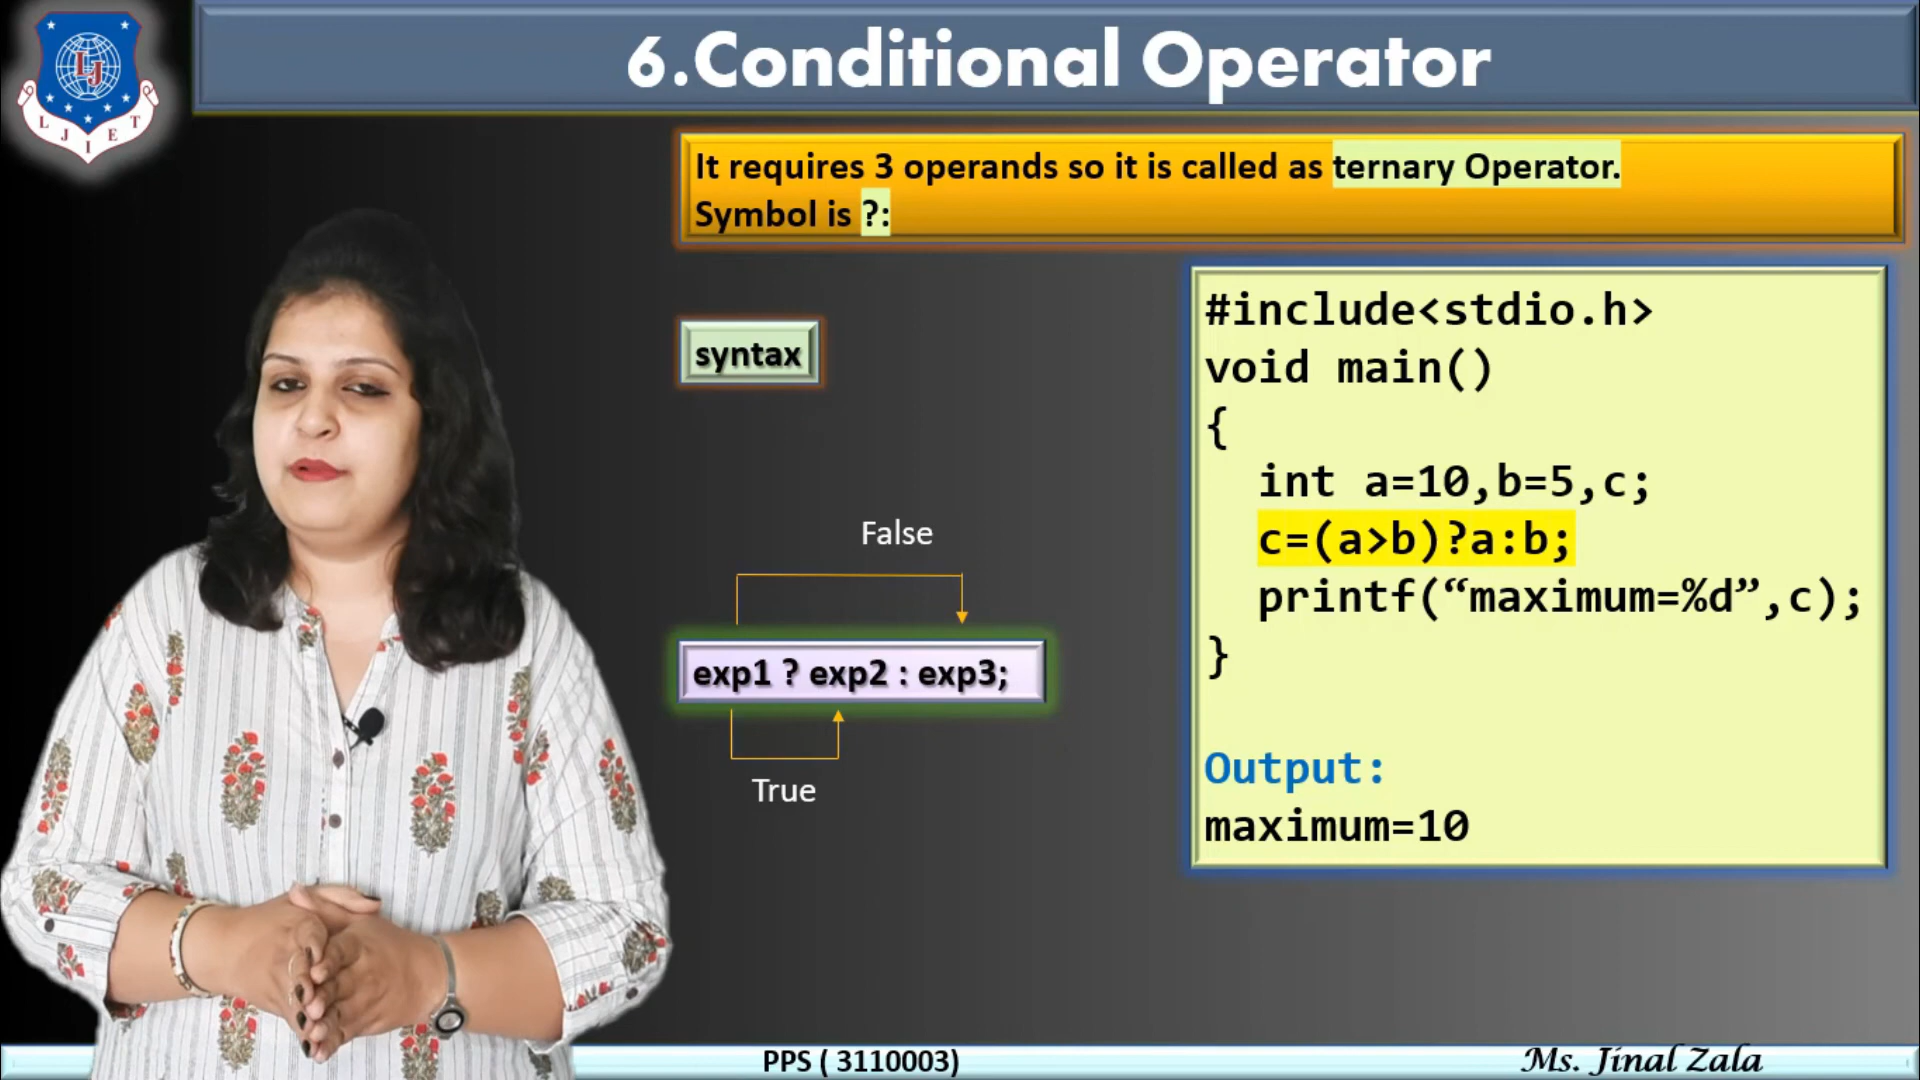 6.Conditional Operator
L J I E T
LJ
It requires 3 operands so it is called as ternary Operator.
Symbol is ?:
syntax
False
exp1 ? exp2 : exp3;
True
#include<stdio.h>
void main()
{
int a=10,b=5,c;
c=(a>b)?a:b;
printf(“maximum=%d”,c);
}
Output:
maximum=10
PPS ( 3110003)
Ms. Jinal Zala